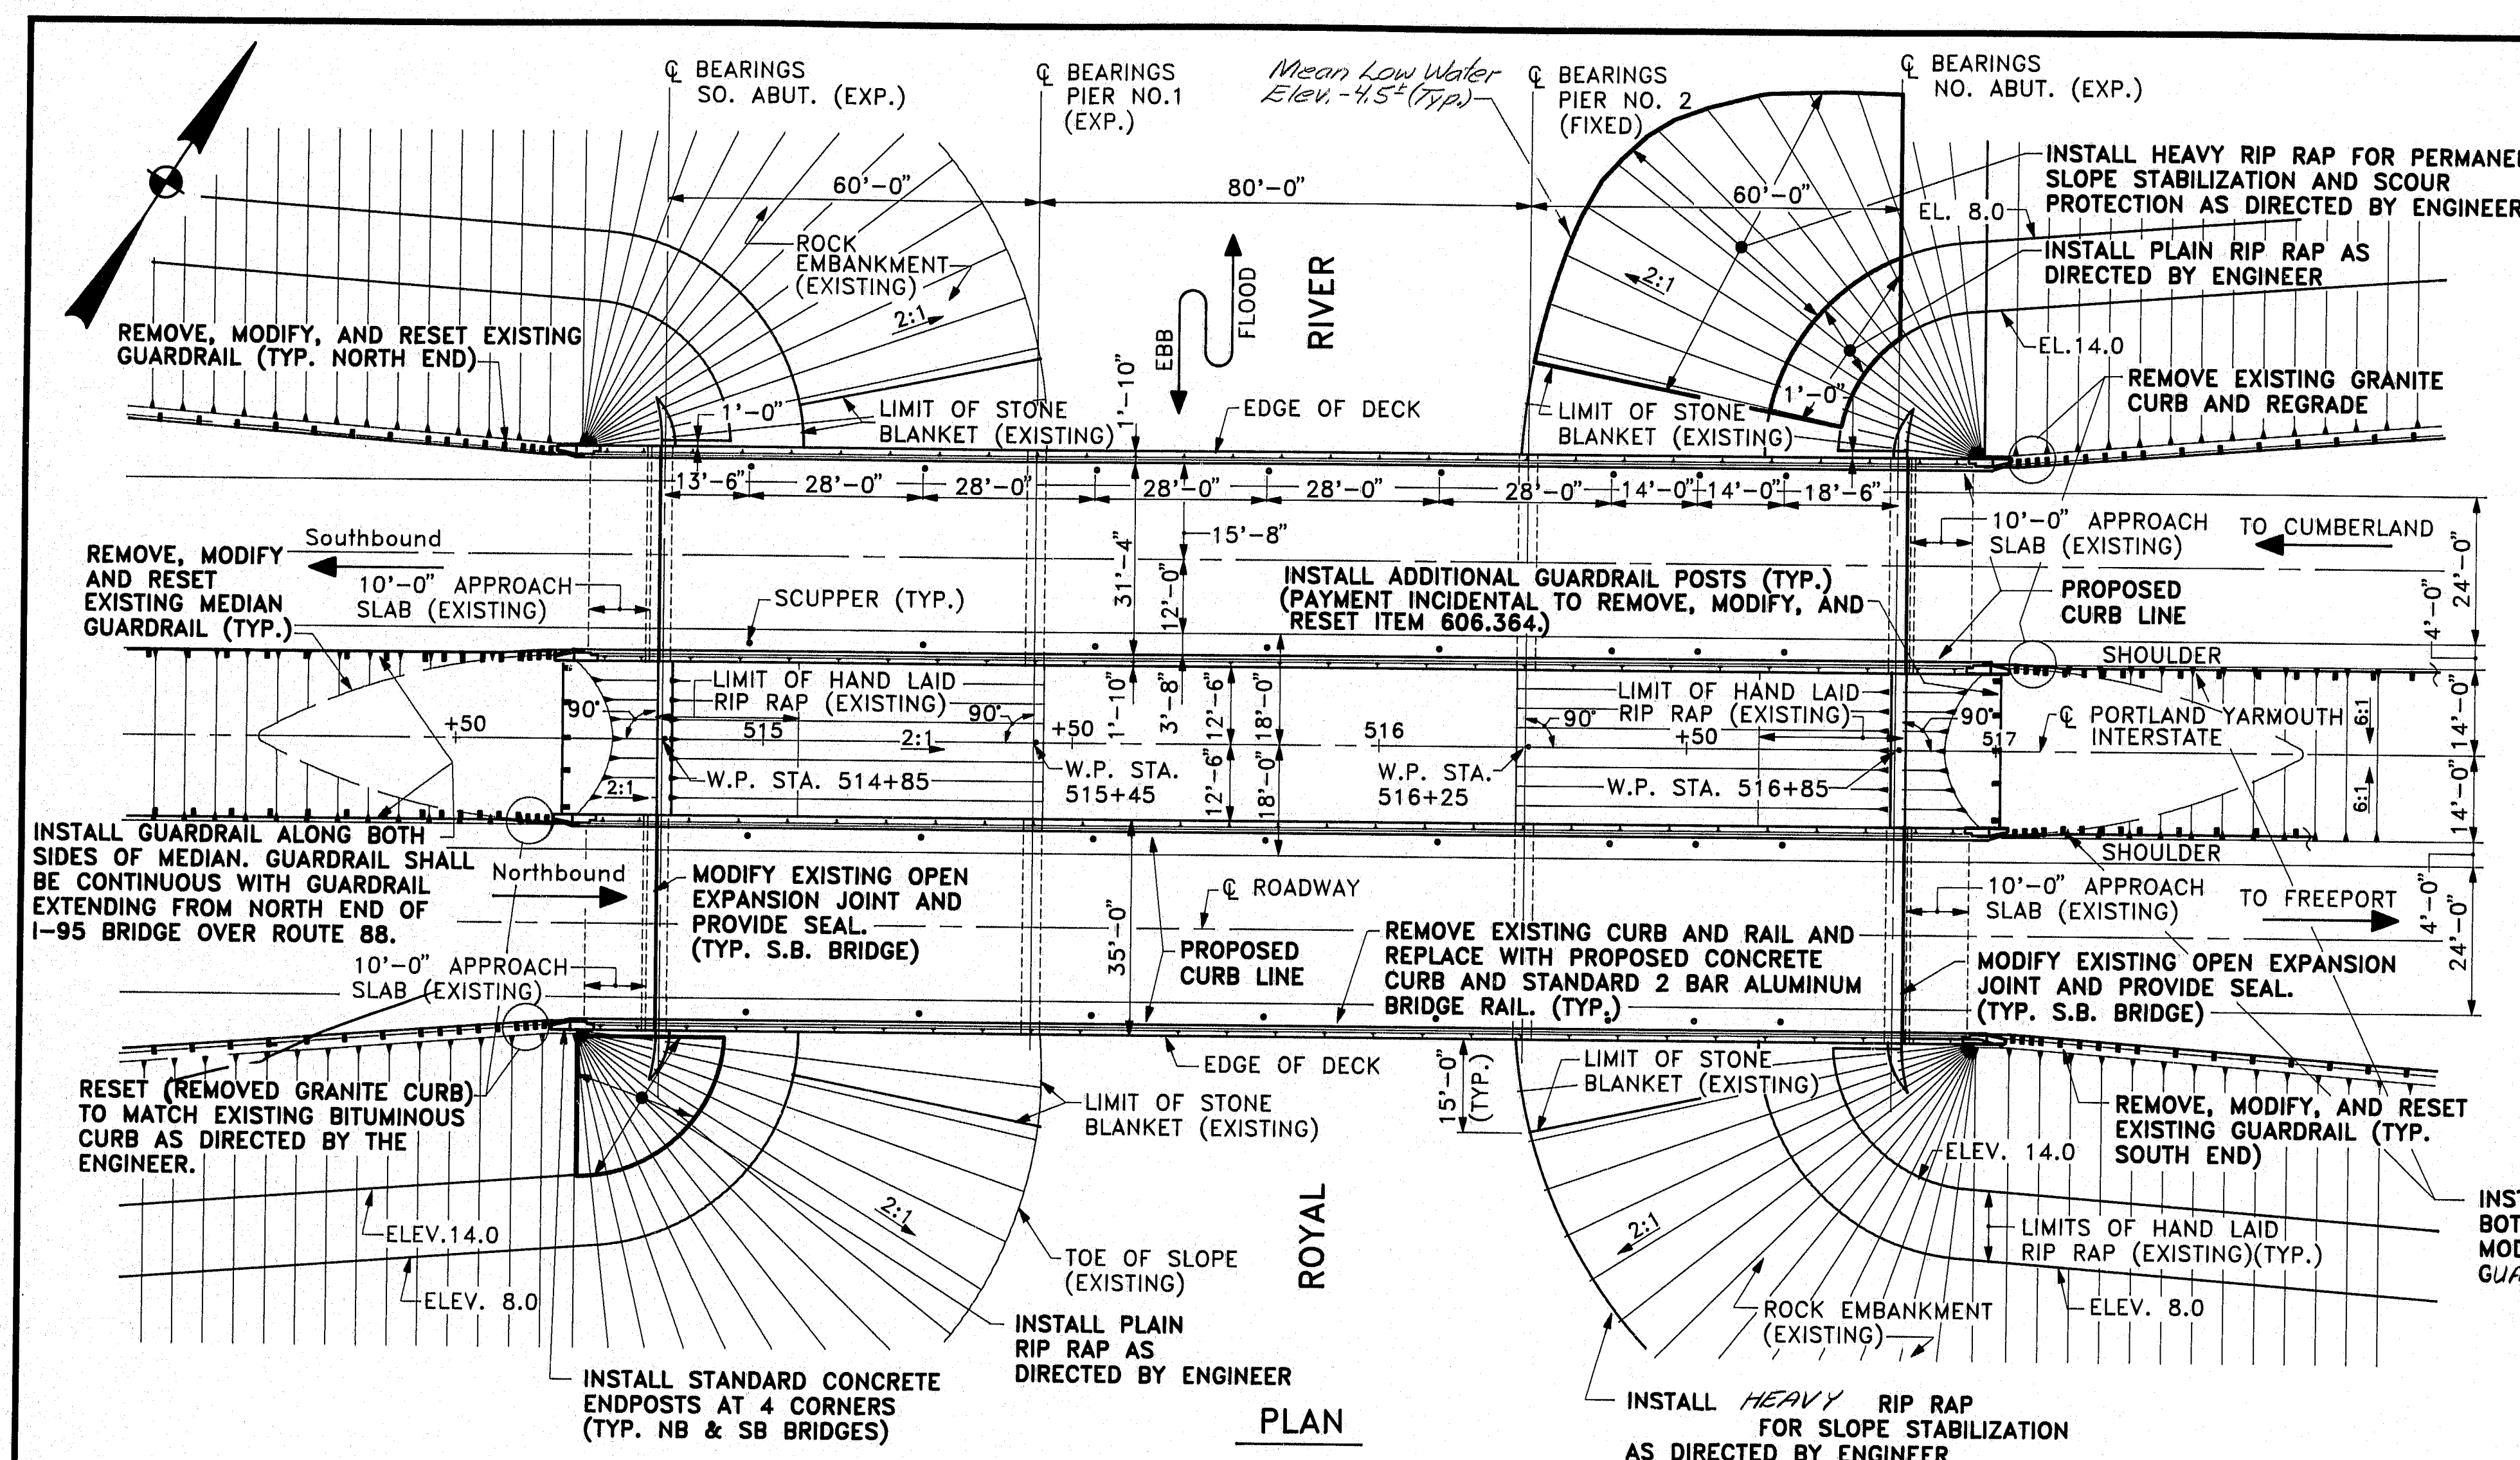 ℄ BEARINGS
SO. ABUT. (EXP.)
℄ BEARINGS
PIER NO.1
(EXP.)
Mean Low Water
Elev. -4.5± (Typ.)
℄ BEARINGS
PIER NO. 2
(FIXED)
℄ BEARINGS
NO. ABUT. (EXP.)
60'-0"
80'-0"
60'-0"
INSTALL HEAVY RIP RAP FOR
SLOPE STABILIZATION AND SCOUR
PROTECTION AS DIRECTED BY ENGINEER
EL. 8.0
INSTALL PLAIN RIP RAP AS
DIRECTED BY ENGINEER
ROCK
EMBANKMENT
(EXISTING)
2:1
EBB
FLOOD
RIVER
2:1
EL.14.0
REMOVE, MODIFY, AND RESET EXISTING
GUARDRAIL (TYP. NORTH END)
REMOVE EXISTING GRANITE
CURB AND REGRADE
1'-0"
LIMIT OF STONE
BLANKET (EXISTING)
1'-10"
EDGE OF DECK
LIMIT OF STONE
BLANKET (EXISTING)
1'-0"
13'-6"
28'-0"
28'-0"
28'-0"
28'-0"
28'-0"
14'-0"
14'-0"
18'-6"
Southbound
15'-8"
10'-0" APPROACH
SLAB (EXISTING)
TO CUMBERLAND
REMOVE, MODIFY
AND RESET
EXISTING MEDIAN
GUARDRAIL (TYP.)
10'-0" APPROACH
SLAB (EXISTING)
SCUPPER (TYP.)
31'-4"
12'-0"
INSTALL ADDITIONAL GUARDRAIL POSTS (TYP.)
(PAYMENT INCIDENTAL TO REMOVE, MODIFY, AND
RESET ITEM 606.364.)
PROPOSED
CURB LINE
24'-0"
4'-0"
SHOULDER
LIMIT OF HAND LAID
RIP RAP (EXISTING)
1'-10"
3'-8"
12'-6"
18'-0"
LIMIT OF HAND LAID
RIP RAP (EXISTING)
+50
90°
515
2:1
90°
+50
516
90°
+50
90°
517
℄ PORTLAND YARMOUTH
INTERSTATE
6:1
14'-0"
2:1
W.P. STA. 514+85
W.P. STA.
515+45
12'-6"
18'-0"
W.P. STA.
516+25
W.P. STA. 516+85
6:1
14'-0"
INSTALL GUARDRAIL ALONG BOTH
SIDES OF MEDIAN. GUARDRAIL SHALL
BE CONTINUOUS WITH GUARDRAIL
EXTENDING FROM NORTH END OF
I-95 BRIDGE OVER ROUTE 88.
Northbound
MODIFY EXISTING OPEN
EXPANSION JOINT AND
PROVIDE SEAL.
(TYP. S.B. BRIDGE)
℄ ROADWAY
SHOULDER
10'-0" APPROACH
SLAB (EXISTING)
TO FREEPORT
4'-0"
24'-0"
35'-0"
PROPOSED
CURB LINE
REMOVE EXISTING CURB AND RAIL AND
REPLACE WITH PROPOSED CONCRETE
CURB AND STANDARD 2 BAR ALUMINUM
BRIDGE RAIL. (TYP.)
MODIFY EXISTING OPEN EXPANSION
JOINT AND PROVIDE SEAL.
(TYP. S.B. BRIDGE)
10'-0" APPROACH
SLAB (EXISTING)
EDGE OF DECK
15'-0"
(TYP.)
LIMIT OF STONE
BLANKET (EXISTING)
RESET (REMOVED GRANITE CURB)
TO MATCH EXISTING BITUMINOUS
CURB AS DIRECTED BY THE
ENGINEER.
LIMIT OF STONE
BLANKET (EXISTING)
REMOVE, MODIFY, AND RESET
EXISTING GUARDRAIL (TYP.
SOUTH END)
ELEV. 14.0
ELEV.14.0
2:1
ROYAL
2:1
LIMITS OF HAND LAID
RIP RAP (EXISTING)(TYP.)
TOE OF SLOPE
(EXISTING)
ELEV. 8.0
ROCK EMBANKMENT
(EXISTING)
ELEV. 8.0
INSTALL PLAIN
RIP RAP AS
DIRECTED BY ENGINEER
INSTALL STANDARD CONCRETE
ENDPOSTS AT 4 CORNERS
(TYP. NB & SB BRIDGES)
INSTALL HEAVY RIP RAP
FOR SLOPE STABILIZATION
AS DIRECTED BY ENGINEER
PLAN